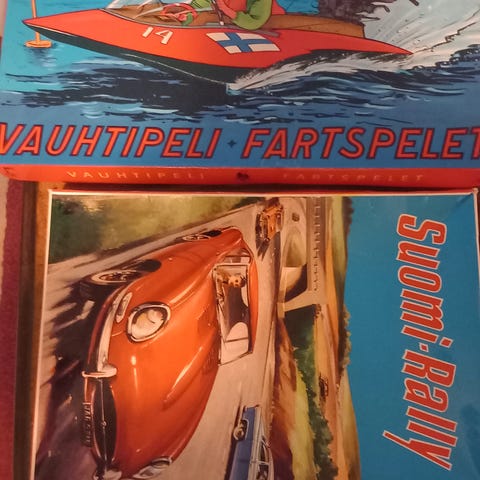 14
VAUHTIPELI • FARTSPELET
VAUHTIPELI FARTSPELET
Suomi-Rally